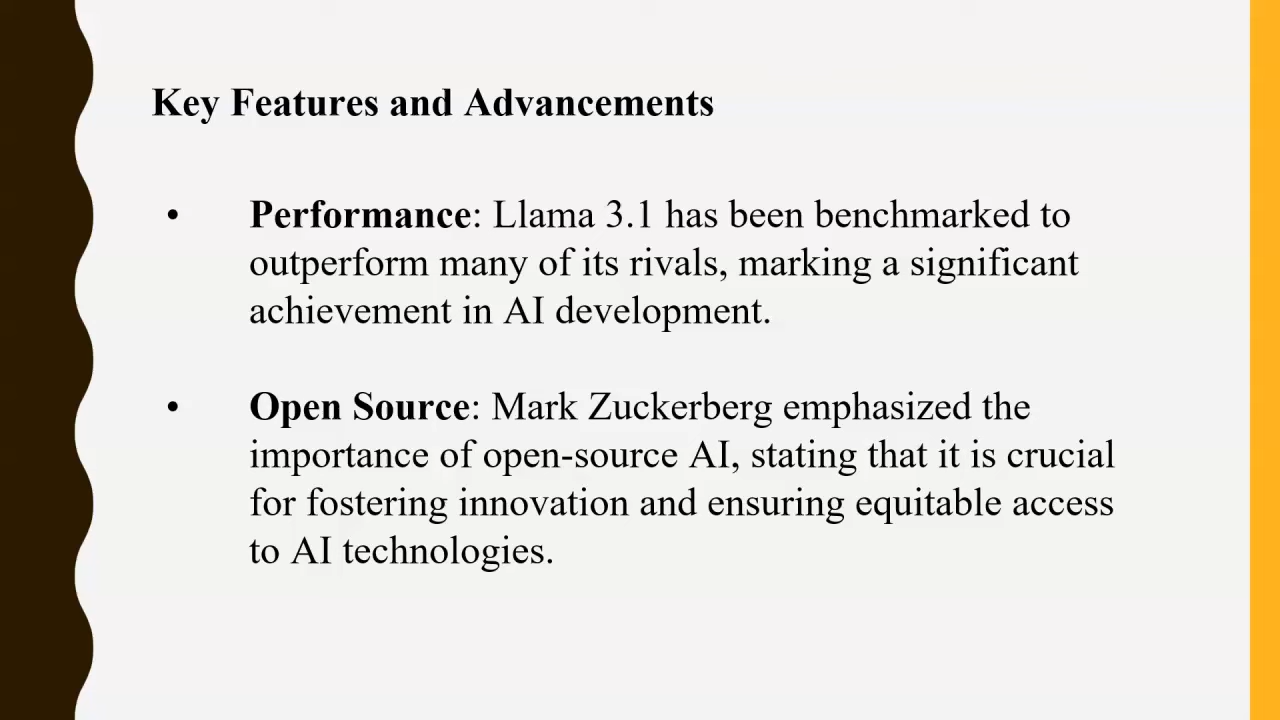 Key Features and Advancements
• Performance: Llama 3.1 has been benchmarked to
outperform many of its rivals, marking a significant
achievement in AI development.
• Open Source: Mark Zuckerberg emphasized the
importance of open-source AI, stating that it is crucial
for fostering innovation and ensuring equitable access
to AI technologies.